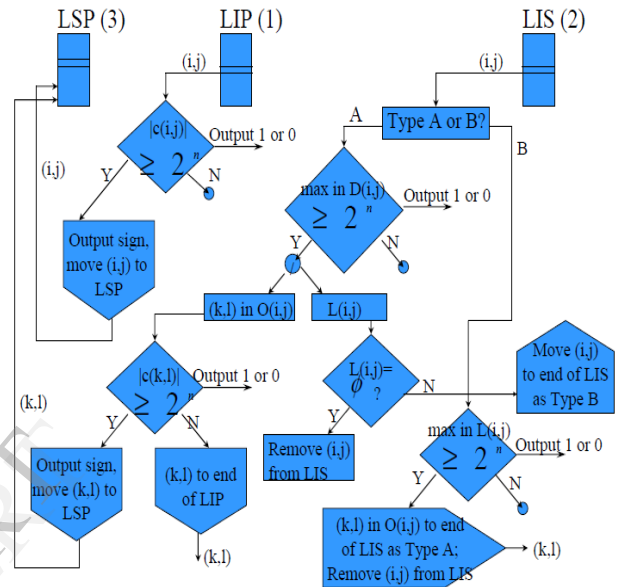 LSP (3)
LIP (1)
LIS (2)
(i,j)
(i,j)
|c(i,j)|
≥ 2^n
Output 1 or 0
Y
N
(i,j)
Output sign,
move (i,j) to
LSP
Type A or B?
A
B
max in D(i,j)
≥ 2^n
Output 1 or 0
Y
N
(k,l) in O(i,j)
L(i,j)
|c(k,l)|
≥ 2^n
Output 1 or 0
Y
N
(k,l)
Output sign,
move (k,l) to
LSP
(k,l) to end
of LIP
(k,l)
L(i,j)=
ϕ ?
Y
N
Remove (i,j)
from LIS
Move (i,j)
to end of LIS
as Type B
max in L(i,j)
≥ 2^n
Output 1 or 0
Y
N
(k,l) in O(i,j) to end
of LIS as Type A;
Remove (i,j) from LIS
(k,l)